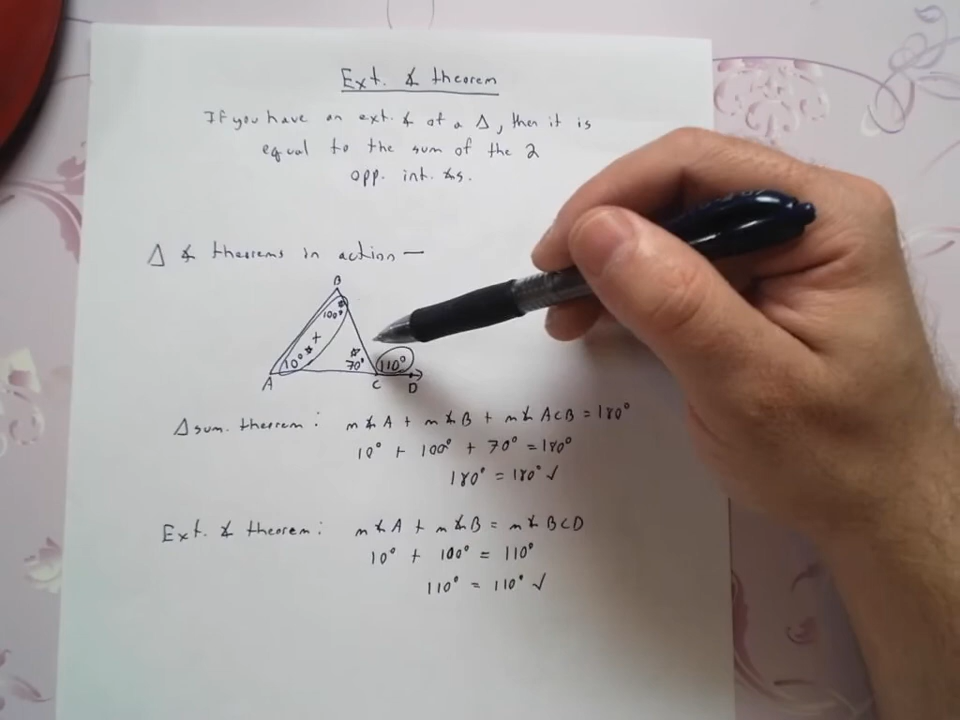 Ext. ∡ theorem
If you have an ext. ∡ of a Δ, then it is
equal to the sum of the 2
opp. int. ∡s.
Δ ∡ theorems in action —
B
100°
+
10°
70°
110°
A
C
D
Δ sum. theorem: m∡A + m∡B + m∡ACB = 180°
10° + 100° + 70° = 180°
180° = 180° √
Ext. ∡ theorem: m∡A + m∡B = m∡BCD
10° + 100° = 110°
110° = 110° √